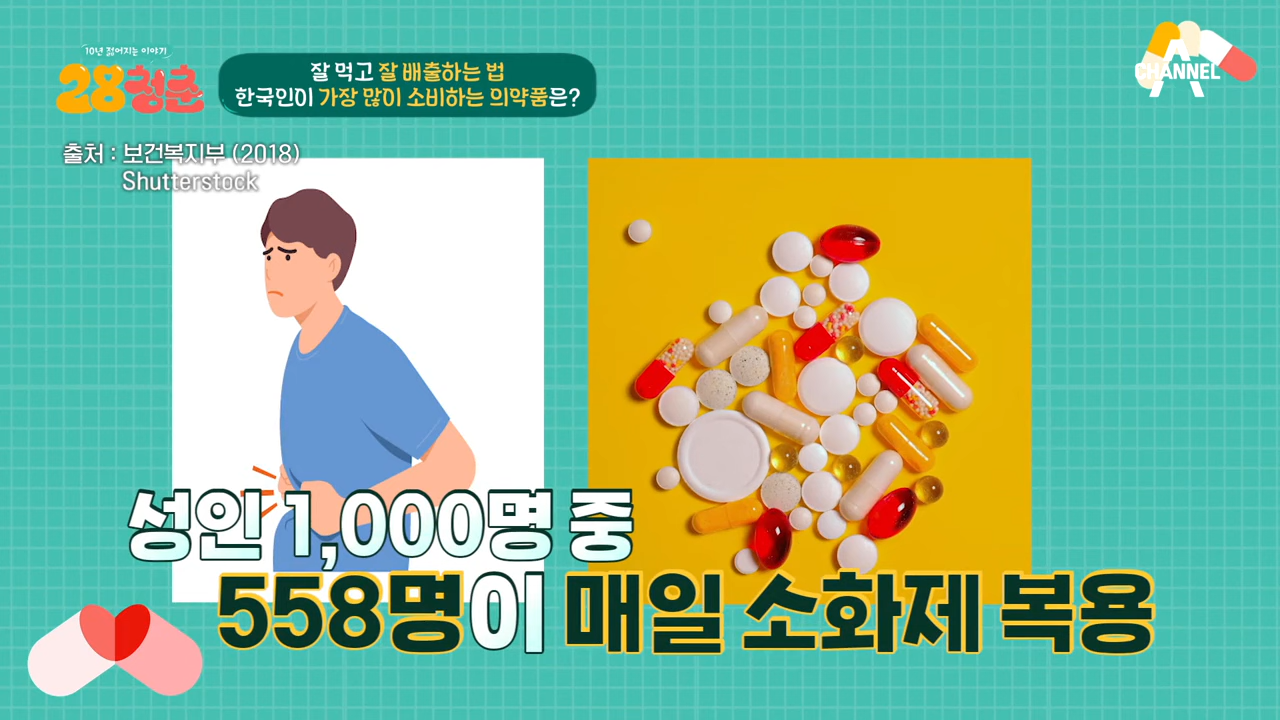 10년 젊어지는 이야기
28청춘
잘 먹고 잘 배출하는 법
한국인이 가장 많이 소비하는 의약품은?
CHANNEL A
출처 : 보건복지부 (2018)
Shutterstock
성인 1,000명 중
558명이 매일 소화제 복용